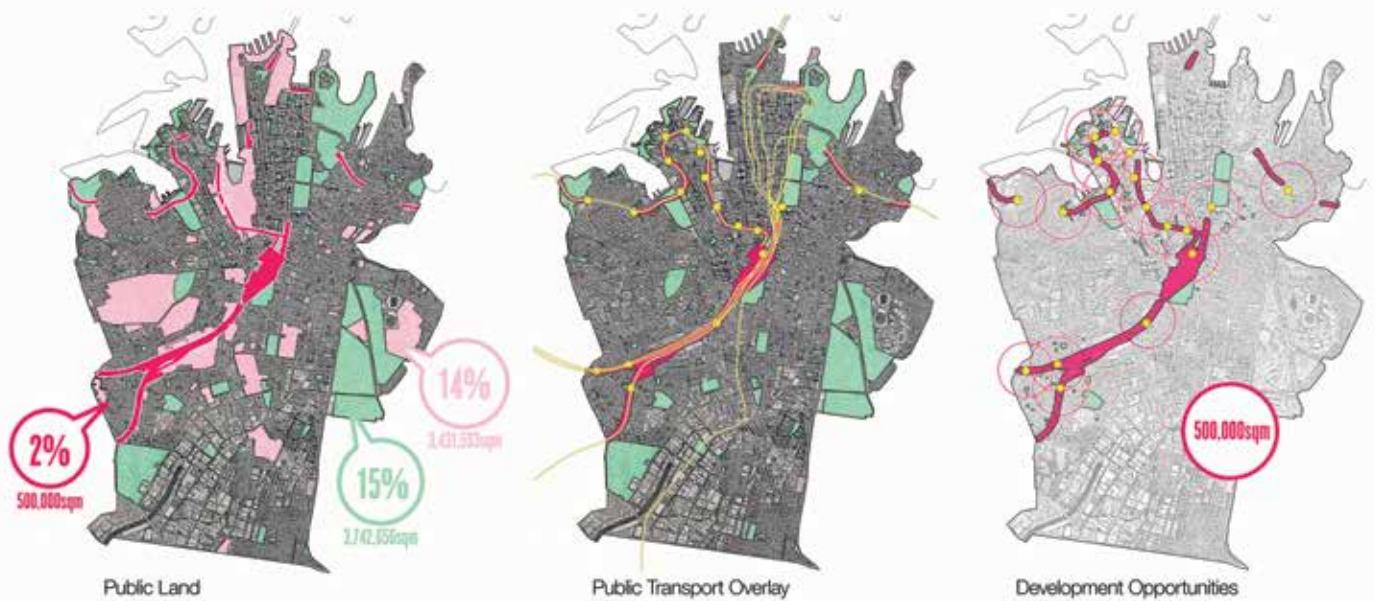 14%
2%
500,000sqm
15%
500,000sqm
Public Land
Public Transport Overlay
Development Opportunities